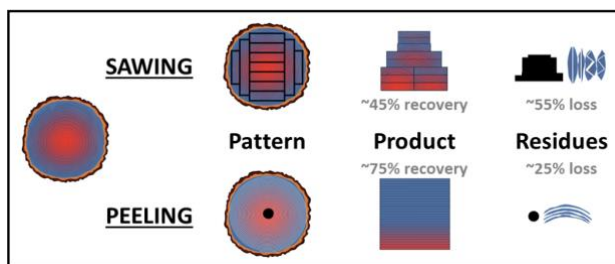 SAWING
~45% recovery
~55% loss
Pattern
Product
Residues
~75% recovery
~25% loss
PEELING